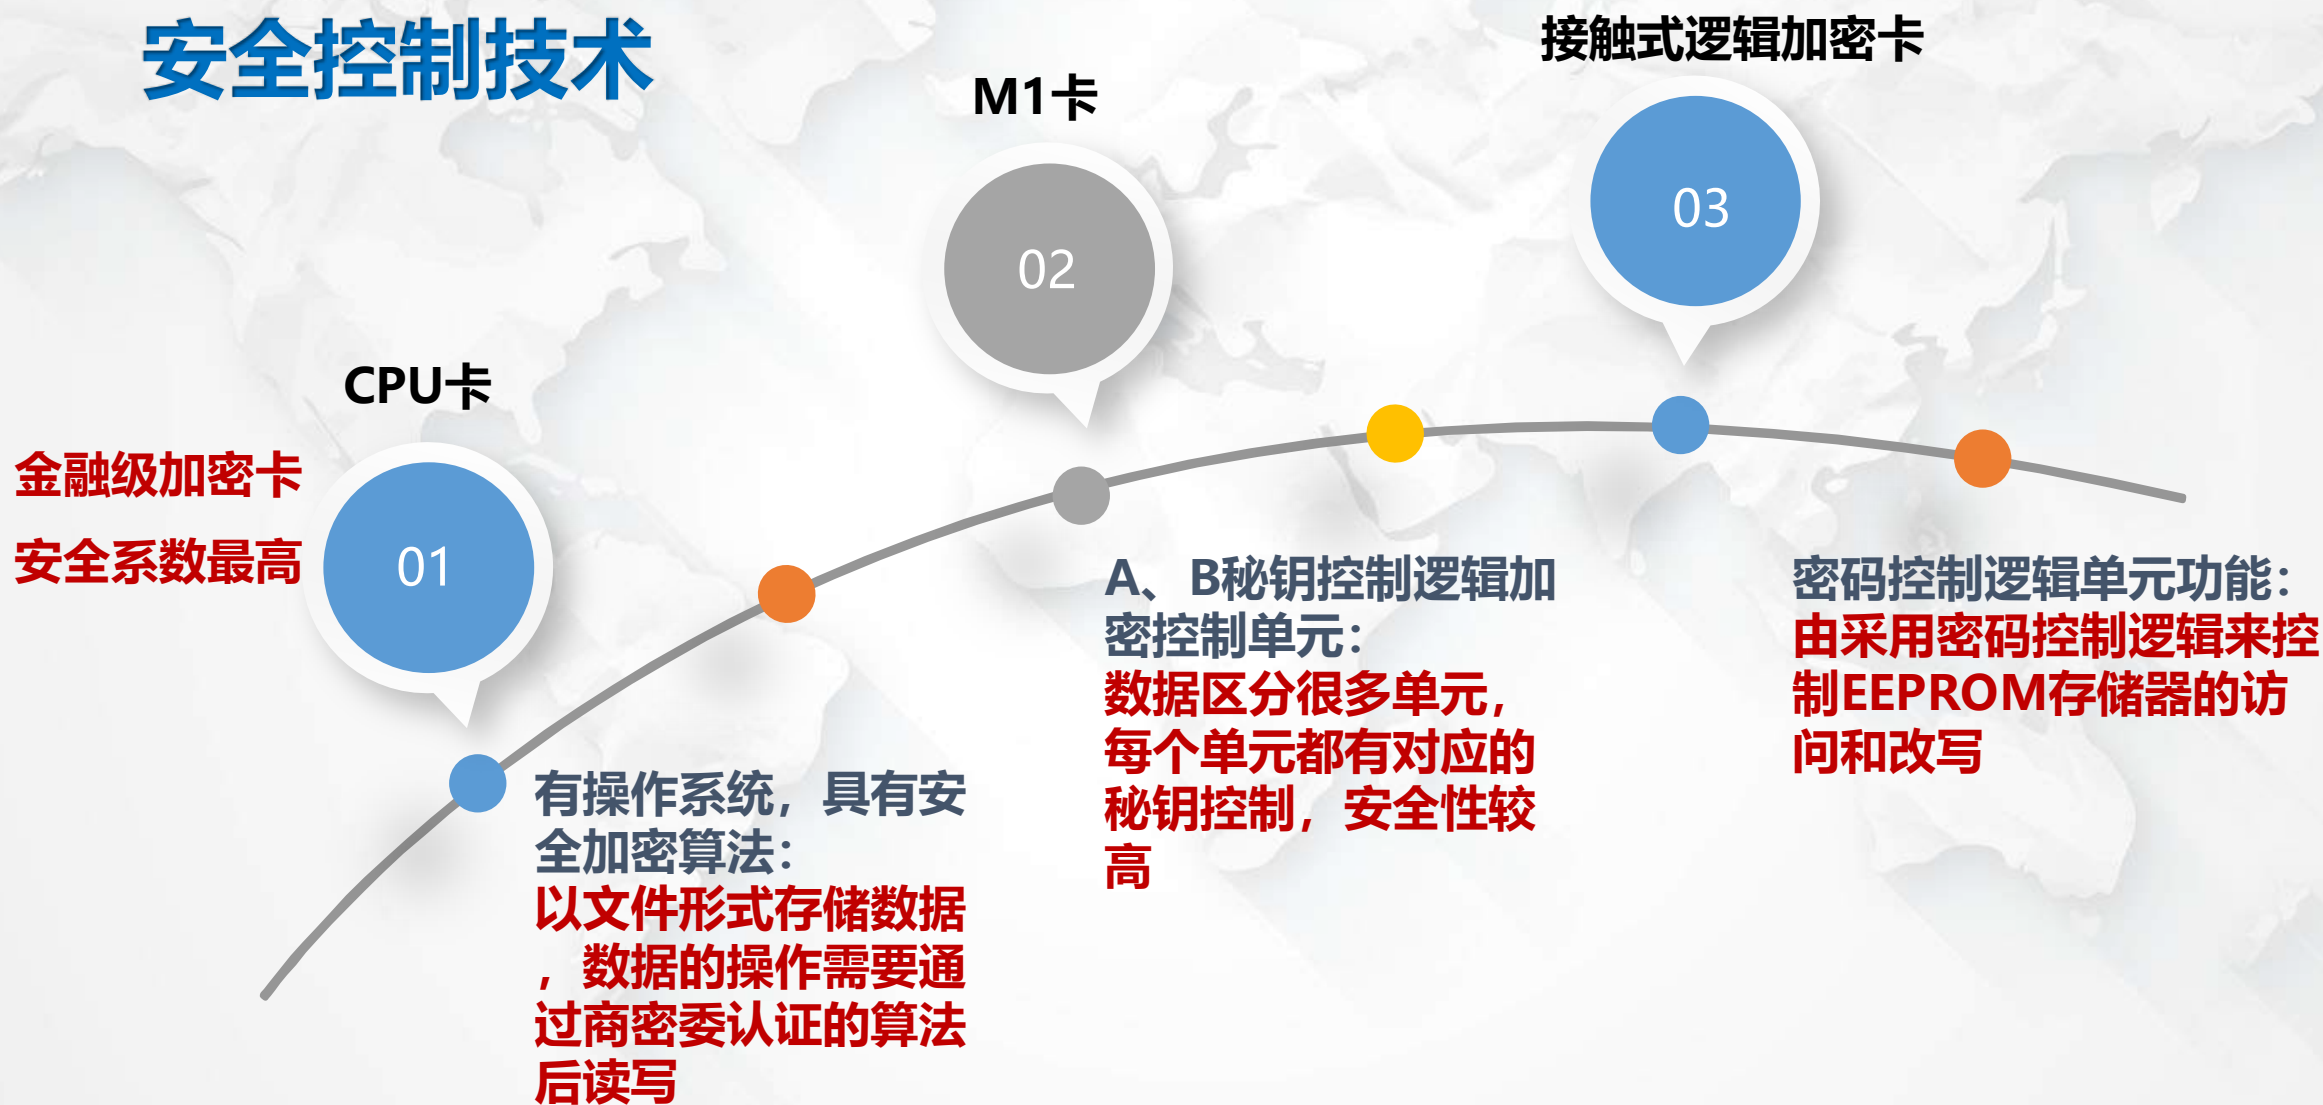 安全控制技术
CPU卡
金融级加密卡
安全系数最高
01
有操作系统，具有安
全加密算法：
以文件形式存储数据
，数据的操作需要通
过商密委认证的算法
后读写
M1卡
02
A、B秘钥控制逻辑加
密控制单元：
数据区分很多单元，
每个单元都有对应的
秘钥控制，安全性较
高
接触式逻辑加密卡
03
密码控制逻辑单元功能：
由采用密码控制逻辑来控
制EEPROM存储器的访
问和改写